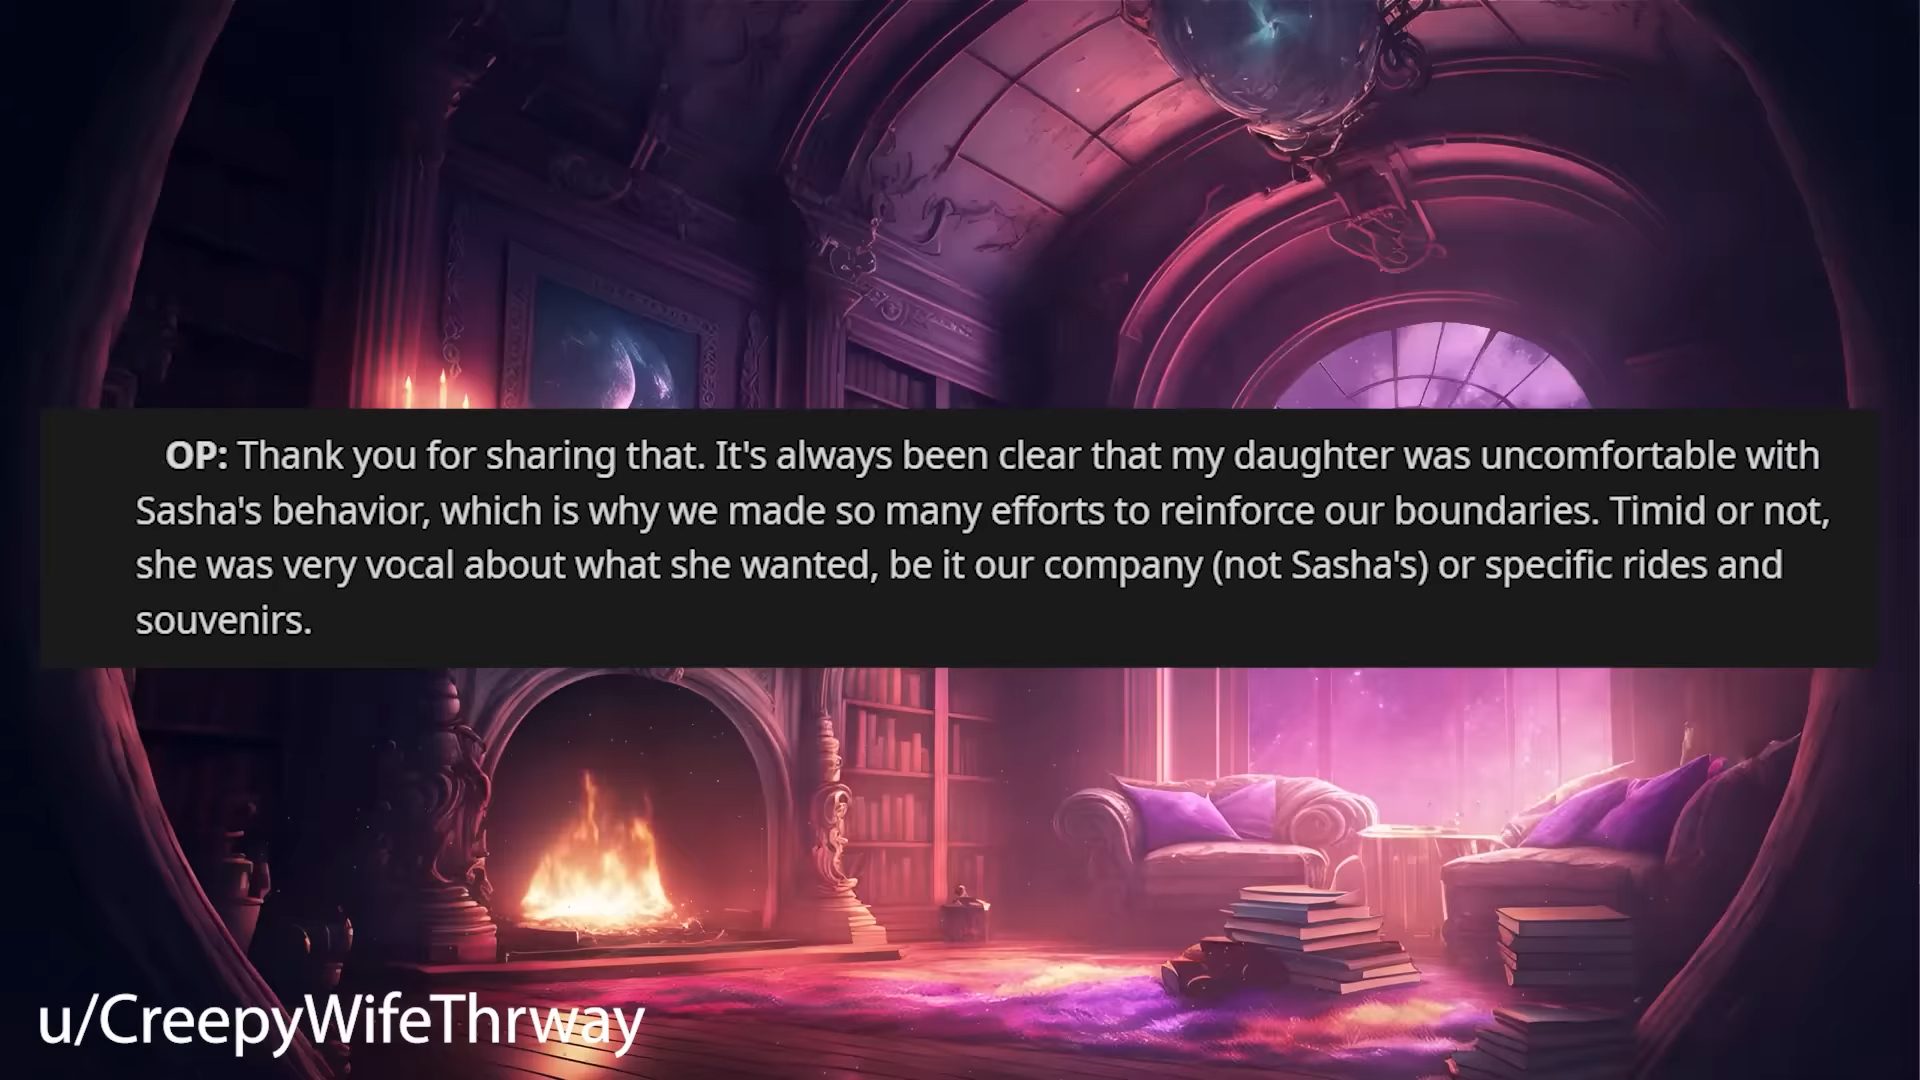 OP: Thank you for sharing that. It's always been clear that my daughter was uncomfortable with
Sasha's behavior, which is why we made so many efforts to reinforce our boundaries. Timid or not,
she was very vocal about what she wanted, be it our company (not Sasha's) or specific rides and
souvenirs.
u/CreepyWifeThrway